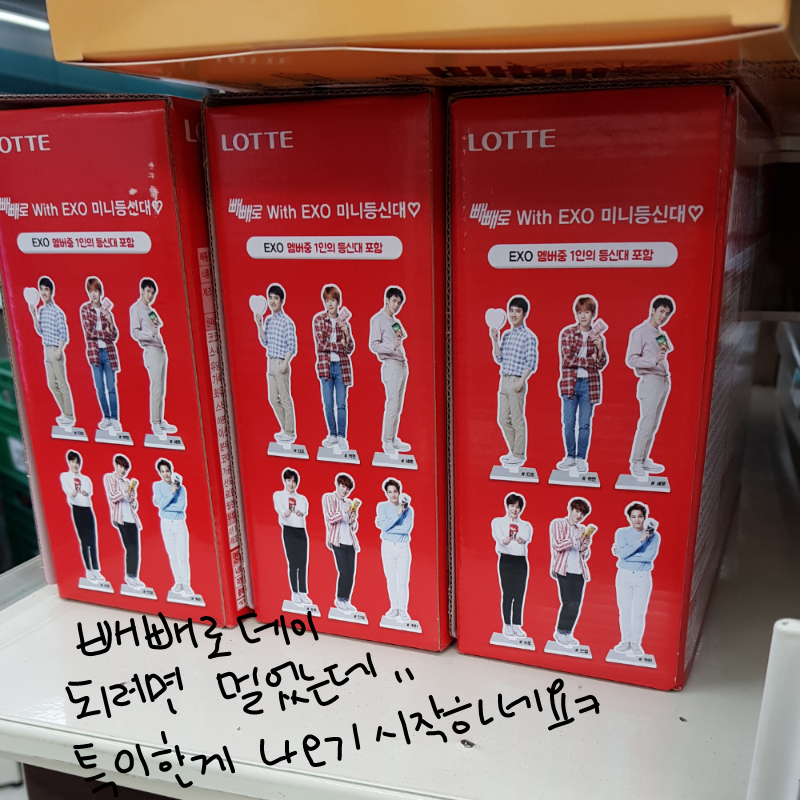 LOTTE
빼빼로 With EXO 미니등신대♡
EXO 멤버중 1인의 등신대 포함
LOTTE
빼빼로 With EXO 미니등신대♡
EXO 멤버중 1인의 등신대 포함
LOTTE
빼빼로 With EXO 미니등신대♡
EXO 멤버중 1인의 등신대 포함
빼빼로데이
되려면 멀었는데 ..
특이한게 나오기 시작하네요ㅋ